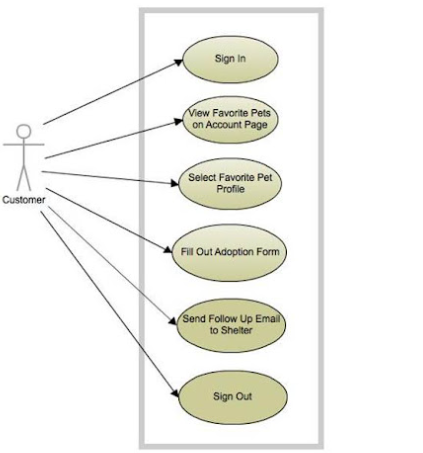 Sign In
View Favorite Pets
on Account Page
Select Favorite Pet
Profile
Customer
Fill Out Adoption Form
Send Follow Up Email
to Shelter
Sign Out